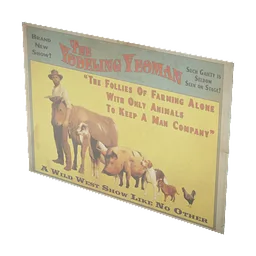 Brand
New
Show!
The
Yodeling Yeoman
Such Gaiety is
Seldom
Seen on Stage!
"The Follies Of Farming Alone
With Only Animals
To Keep A Man Company"
A Wild West Show Like No Other